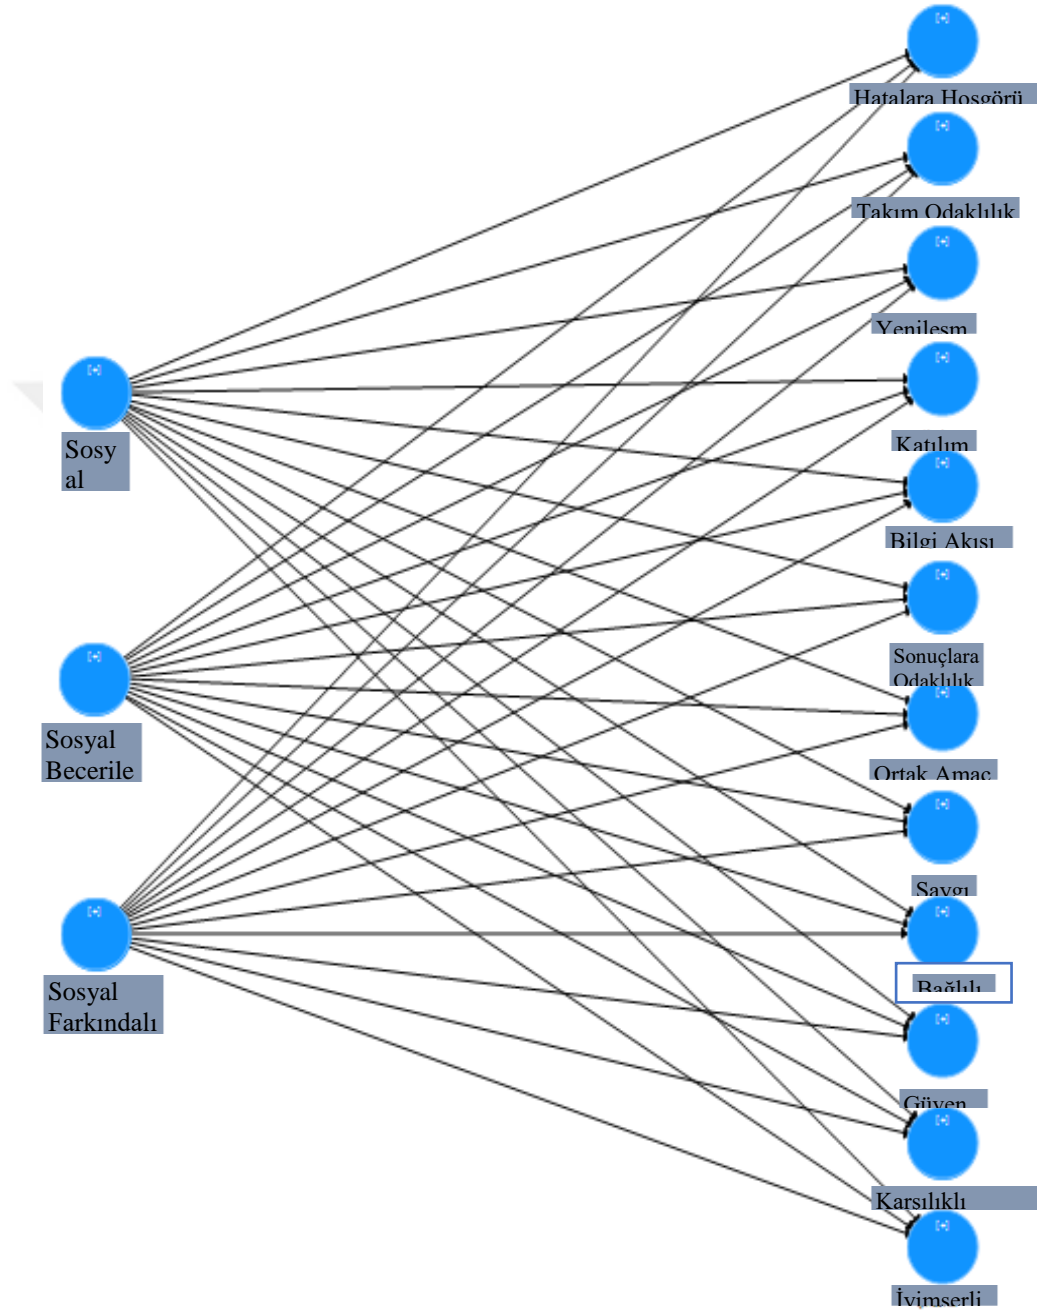 [+]
Hatalara Hoşgörü
[+]
Takım Odaklılık
[+]
Yenileşm
[+]
Katılım
[+]
Bilgi Akışı
[+]
Sonuçlara
Odaklılık
[+]
Ortak Amaç
[+]
Saygı
[+]
Bağlılı
[+]
Güven
[+]
Karşılıklı
[+]
İyimserli
[+]
Sosy
al
[+]
Sosyal
Becerile
[+]
Sosyal
Farkındalı